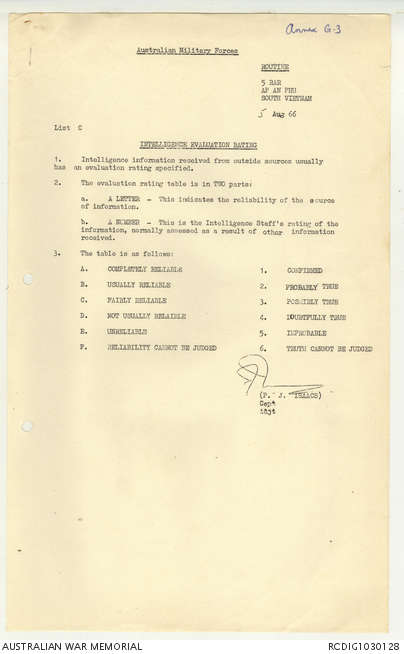 Annex G-3
Australian Military Forces
ROUTINE
5 RAR
AP AN PHU
SOUTH VIETNAM
5 Aug 66
List C
INTELLIGENCE EVALUATION RATING
1. Intelligence information received from outside sources usually
has an evaluation rating specified.
2. The evaluation rating table is in TWO parts:
a. A LETTER - This indicates the reliability of the source
of information.
b. A NUMBER - This is the Intelligence Staff's rating of the
information, normally assessed as a result of other information
received.
3. The table is as follows:
A. COMPLETELY RELIABLE 1. CONFIRMED
B. USUALLY RELIABLE 2. PROBABLY TRUE
C. FAIRLY RELIABLE 3. POSSIBLY TRUE
D. NOT USUALLY RELAIBLE 4. DOUBTFULLY TRUE
E. UNRELIABLE 5. IMPROBABLE
F. RELIABILITY CANNOT BE JUDGED 6. TRUTH CANNOT BE JUDGED
(P. J. ISAACS)
Capt
Adjt
AUSTRALIAN WAR MEMORIAL RCDIG1030128